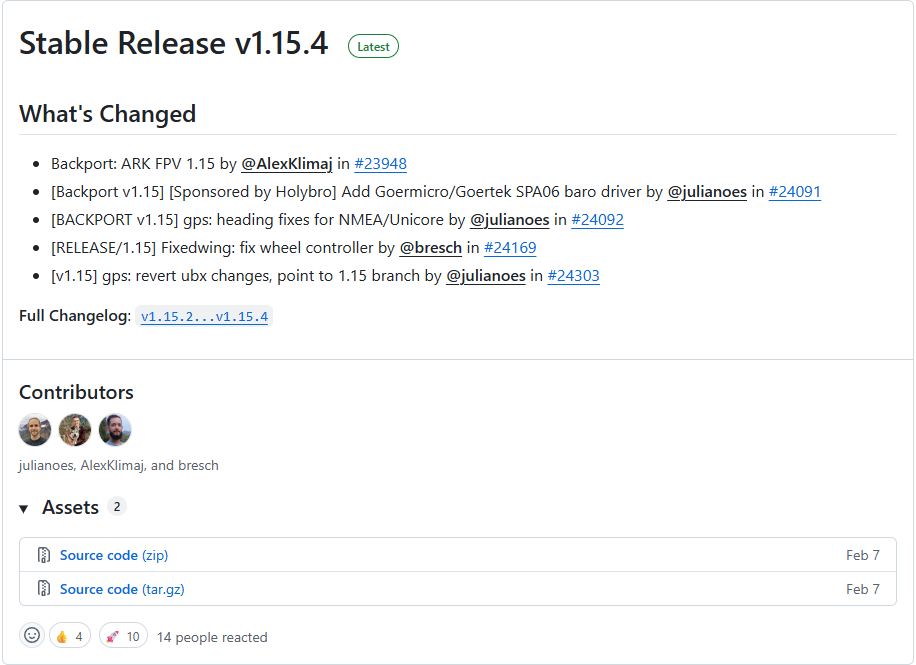 Stable Release v1.15.4 Latest
What's Changed
Backport: ARK FPV 1.15 by @AlexKlimaj in #23948
[Backport v1.15] [Sponsored by Holybro] Add Goermicro/Goertek SPA06 baro driver by @julianoes in #24091
[BACKPORT v1.15] gps: heading fixes for NMEA/Unicore by @julianoes in #24092
[RELEASE/1.15] Fixedwing: fix wheel controller by @bresch in #24169
[v1.15] gps: revert ubx changes, point to 1.15 branch by @julianoes in #24303
Full Changelog: v1.15.2...v1.15.4
Contributors
julianoes, AlexKlimaj, and bresch
Assets 2
Source code (zip) Feb 7
Source code (tar.gz) Feb 7
4 10 14 people reacted